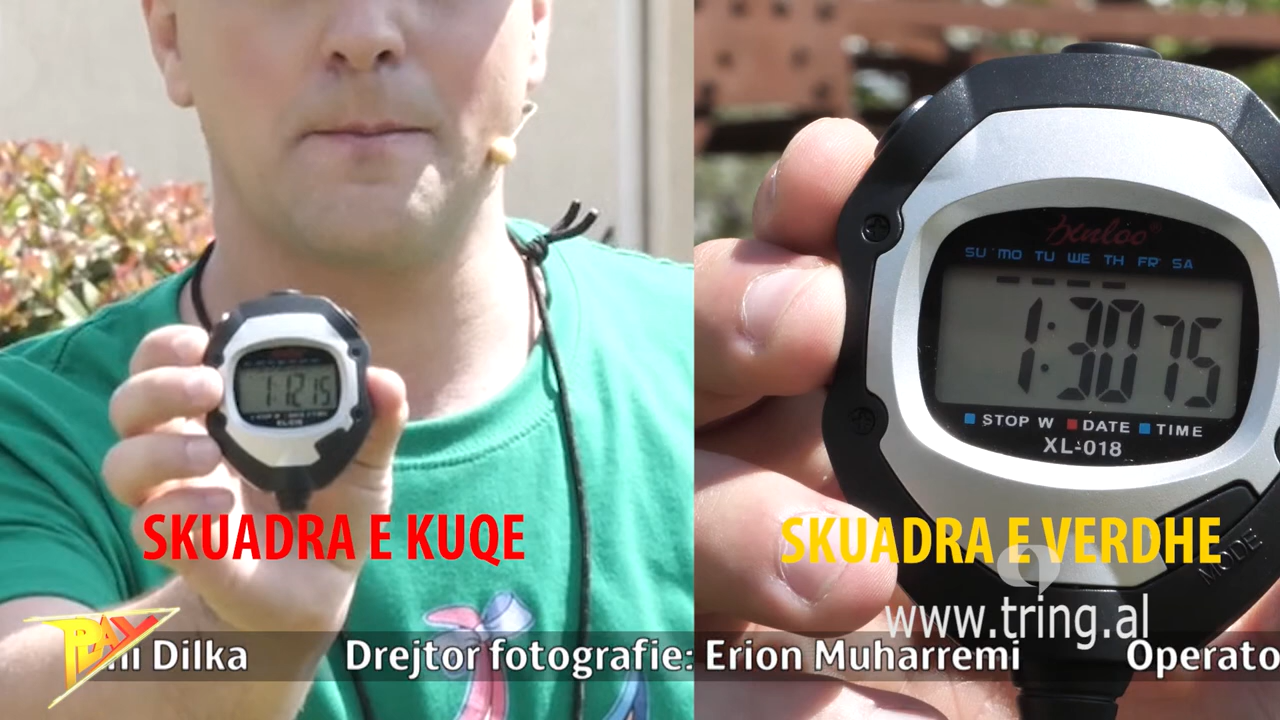 benloo®
SU MO TU WE TH FR SA
1:30 75
STOP W DATE TIME
XL-018
MODE
1:12 15
SKUADRA E KUQE
SKUADRA E VERDHE
www.tring.al
PLAY
Dilka Drejtor fotografie: Erion Muharremi Operato